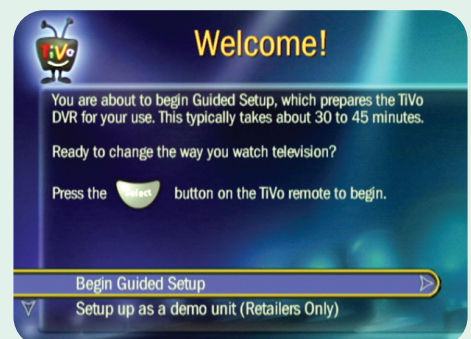 TiVo
Welcome!
You are about to begin Guided Setup, which prepares the TiVo
DVR for your use. This typically takes about 30 to 45 minutes.
Ready to change the way you watch television?
Press the Select button on the TiVo remote to begin.
Begin Guided Setup
Setup up as a demo unit (Retailers Only)